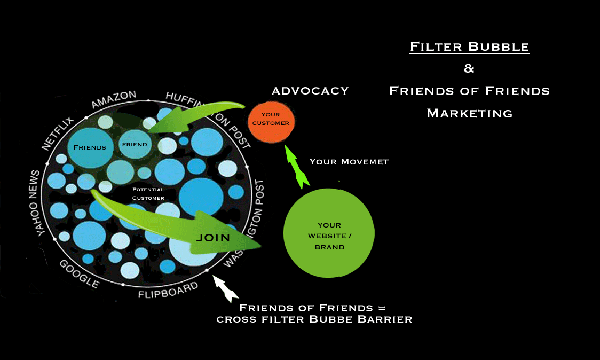 Filter Bubble
&
Friends of Friends
Marketing
ADVOCACY
YOUR
CUSTOMER
Your Movemet
YOUR
WEBSITE /
BRAND
NETFLIX
AMAZON
HUFFINGTON POST
YAHOO NEWS
GOOGLE
FLIPBOARD
WASHINGTON POST
Friends
Friend
Potential
Customer
JOIN
Friends of Friends =
cross filter Bubbe Barrier